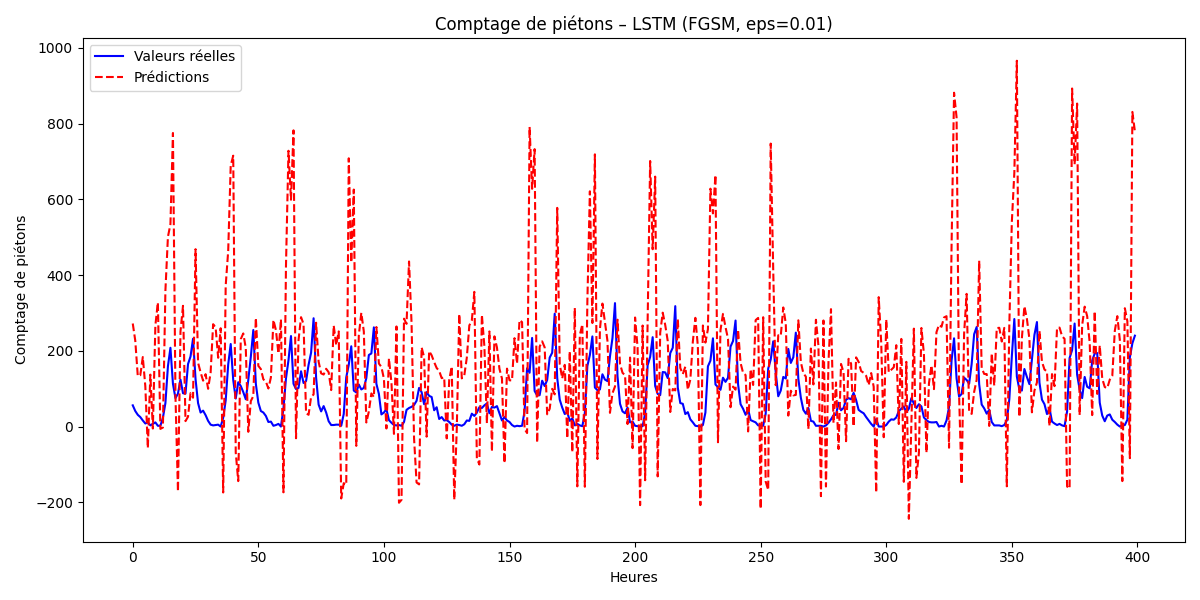 Comptage de piétons – LSTM (FGSM, eps=0.01)
Valeurs réelles
Prédictions
1000
800
600
400
200
0
−200
Comptage de piétons
0 50 100 150 200 250 300 350 400
Heures